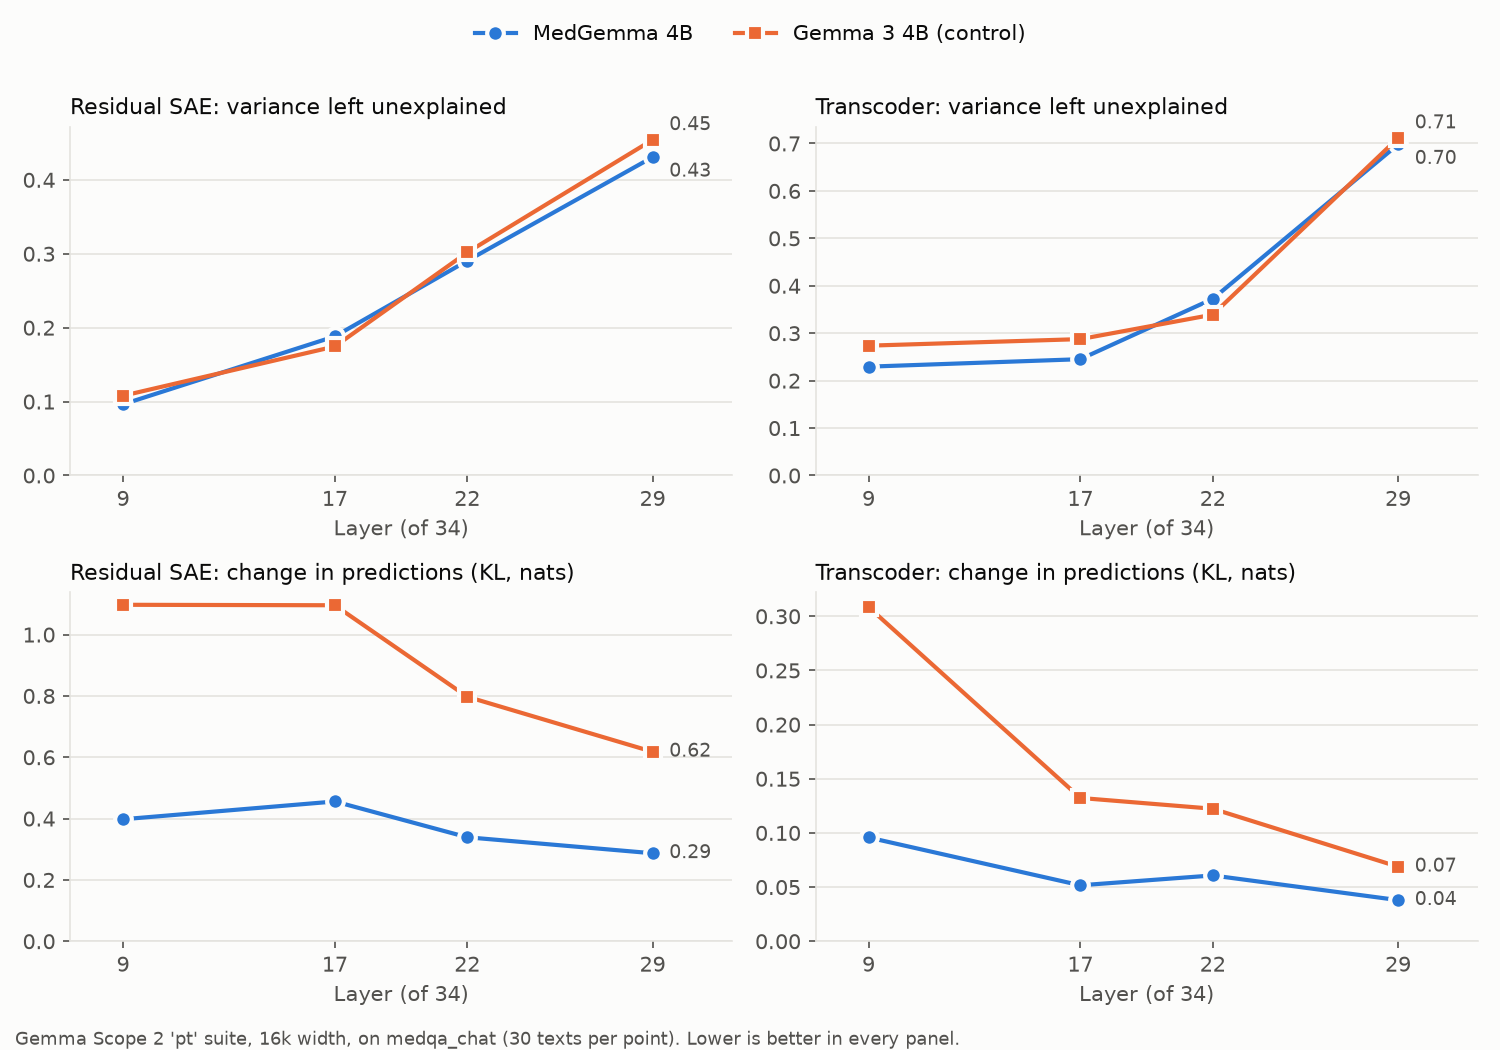 MedGemma 4B
Gemma 3 4B (control)
Residual SAE: variance left unexplained
0.45
0.43
0.4
0.3
0.2
0.1
0.0
9 17 22 29
Layer (of 34)
Transcoder: variance left unexplained
0.71
0.70
0.7
0.6
0.5
0.4
0.3
0.2
0.1
0.0
9 17 22 29
Layer (of 34)
Residual SAE: change in predictions (KL, nats)
1.0
0.8
0.62
0.6
0.4
0.29
0.2
0.0
9 17 22 29
Layer (of 34)
Transcoder: change in predictions (KL, nats)
0.30
0.25
0.20
0.15
0.10
0.07
0.05
0.04
0.00
9 17 22 29
Layer (of 34)
Gemma Scope 2 'pt' suite, 16k width, on medqa_chat (30 texts per point). Lower is better in every panel.